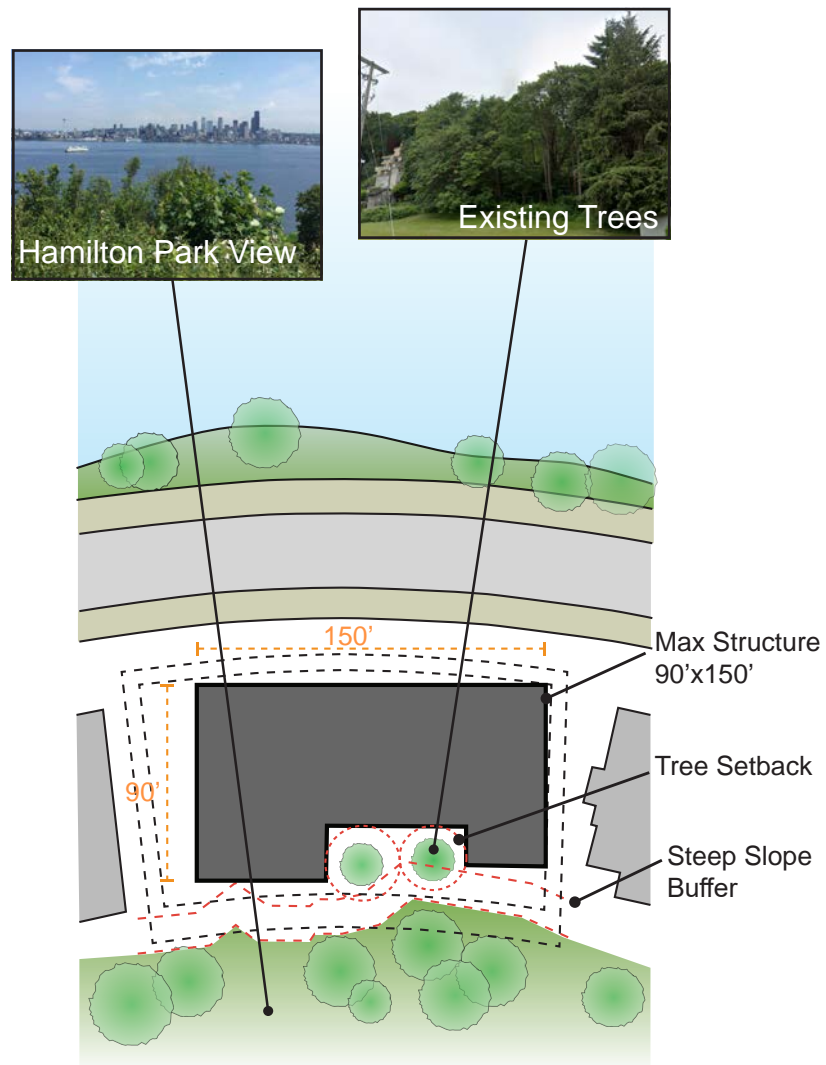 Hamilton Park View
Existing Trees
150’
Max Structure
90’x150’
90’
Tree Setback
Steep Slope
Buffer